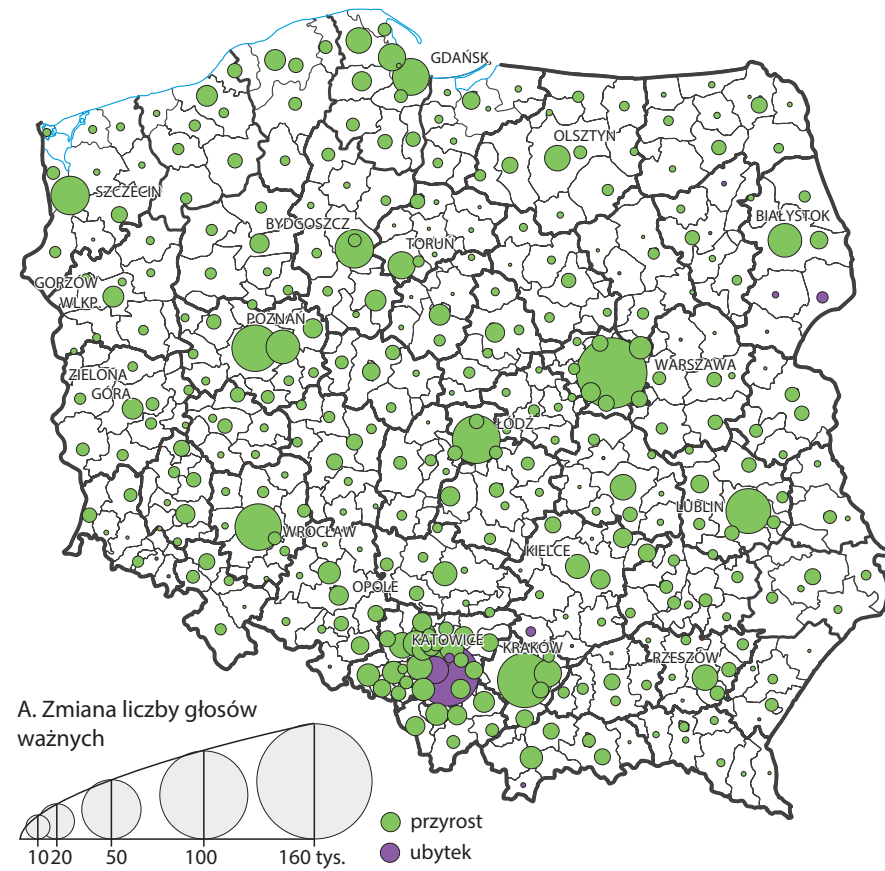 GDAŃSK
OLSZTYN
SZCZECIN
BIAŁYSTOK
BYDGOSZCZ
TORUŃ
GORZÓW
WLKP.
POZNAŃ
WARSZAWA
ZIELONA
GÓRA
ŁÓDŹ
LUBLIN
WROCŁAW
KIELCE
OPOLE
KATOWICE
KRAKÓW
RZESZÓW
A. Zmiana liczby głosów
ważnych
10 20 50 100 160 tys.
przyrost
ubytek